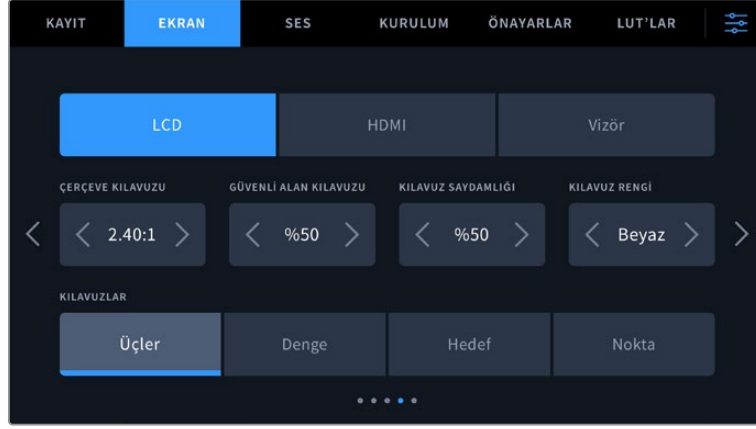 KAYIT EKRAN SES KURULUM ÖNAYARLAR LUT'LAR
LCD HDMI Vizör
ÇERÇEVE KILAVUZU GÜVENLİ ALAN KILAVUZU KILAVUZ SAYDAMLIĞI KILAVUZ RENGİ
2.40:1 %50 %50 Beyaz
KILAVUZLAR
Üçler Denge Hedef Nokta